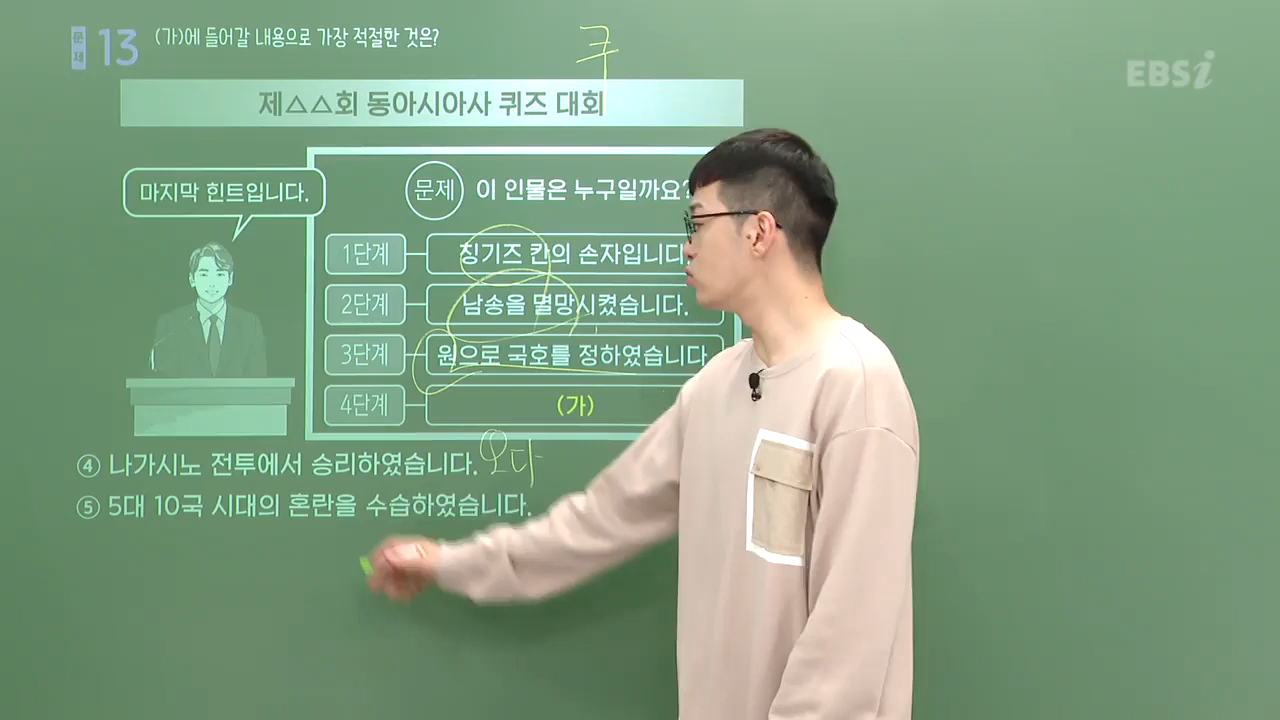 문제 13 (가)에 들어갈 내용으로 가장 적절한 것은?
쿠
EBSi
제△△회 동아시아사 퀴즈 대회
마지막 힌트입니다.
문제 이 인물은 누구일까요?
1단계 칭기즈 칸의 손자입니다
2단계 남송을 멸망시켰습니다.
3단계 원으로 국호를 정하였습니다
4단계 (가)
④ 나가시노 전투에서 승리하였습니다. 오다
⑤ 5대 10국 시대의 혼란을 수습하였습니다.